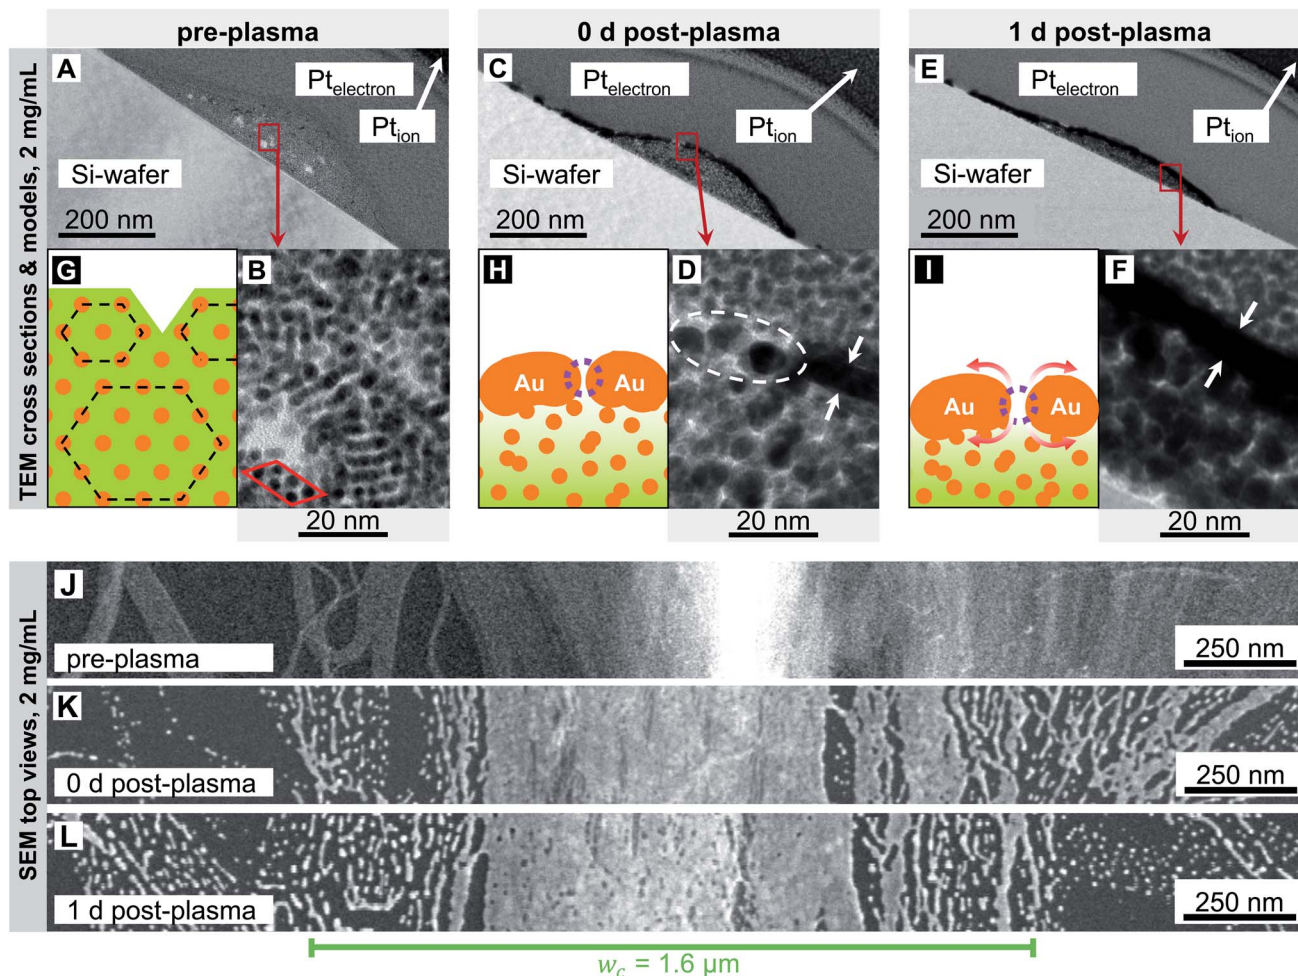 pre-plasma
0 d post-plasma
1 d post-plasma
TEM cross sections & models, 2 mg/mL
A
Pt_electron
Pt_ion
Si-wafer
200 nm
C
Pt_electron
Pt_ion
Si-wafer
200 nm
E
Pt_electron
Pt_ion
Si-wafer
200 nm
G
B
20 nm
H
Au
Au
D
20 nm
I
Au
Au
F
20 nm
SEM top views, 2 mg/mL
J
pre-plasma
250 nm
K
0 d post-plasma
250 nm
L
1 d post-plasma
250 nm
w_c = 1.6 µm